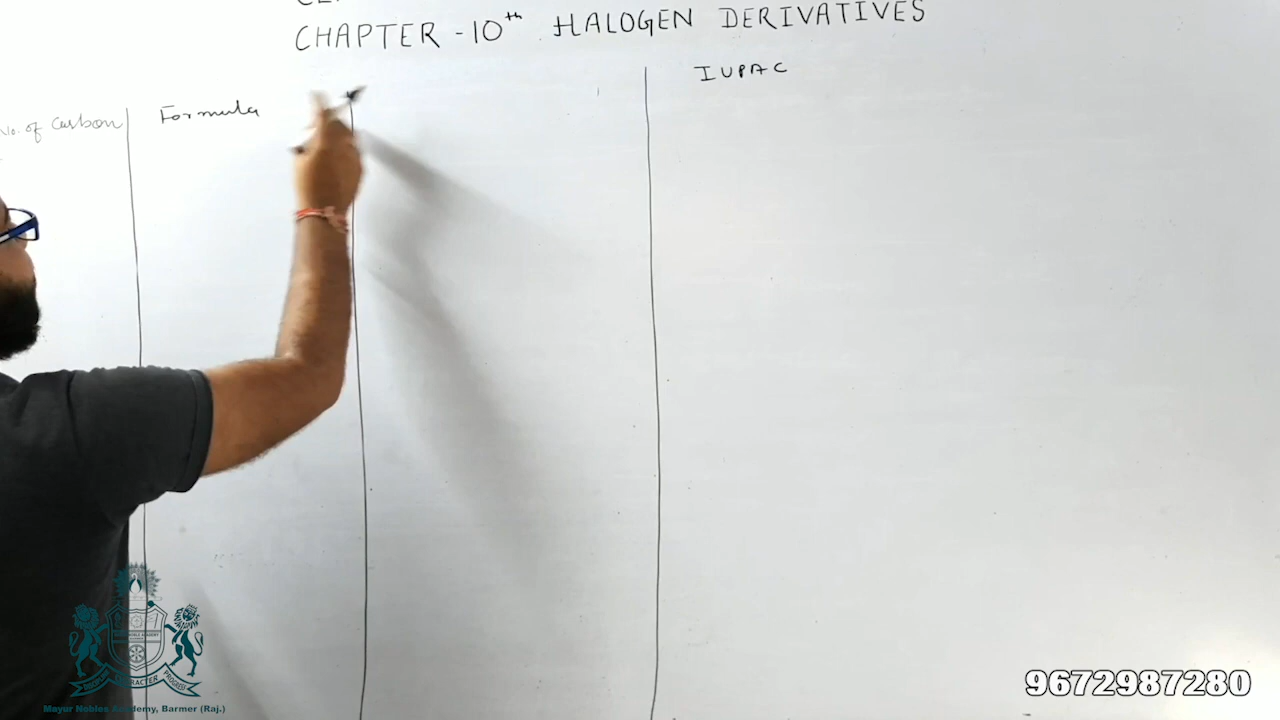 CHAPTER - 10th HALOGEN DERIVATIVES
IUPAC
No. of Carbon
Formula
Mayur Nobles Academy, Barmer (Raj.)
9672987280